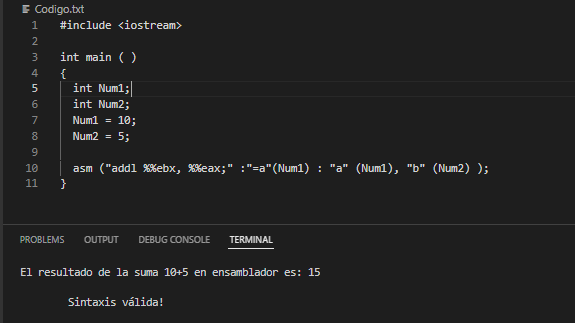 Codigo.txt
1 #include <iostream>
2
3 int main ( )
4 {
5 int Num1;
6 int Num2;
7 Num1 = 10;
8 Num2 = 5;
9
10 asm ("addl %%ebx, %%eax;" :"=a"(Num1) : "a" (Num1), "b" (Num2) );
11 }
PROBLEMS OUTPUT DEBUG CONSOLE TERMINAL
El resultado de la suma 10+5 en ensamblador es: 15
Sintaxis válida!